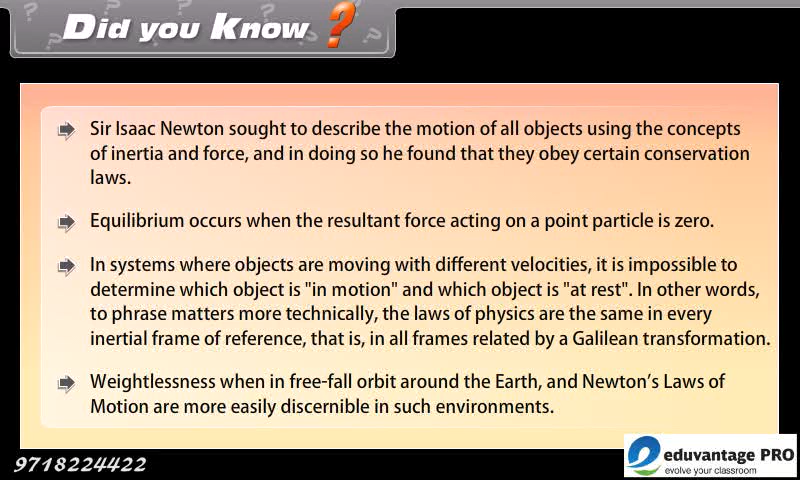 Did you Know ?
Sir Isaac Newton sought to describe the motion of all objects using the concepts
of inertia and force, and in doing so he found that they obey certain conservation
laws.
Equilibrium occurs when the resultant force acting on a point particle is zero.
In systems where objects are moving with different velocities, it is impossible to
determine which object is "in motion" and which object is "at rest". In other words,
to phrase matters more technically, the laws of physics are the same in every
inertial frame of reference, that is, in all frames related by a Galilean transformation.
Weightlessness when in free-fall orbit around the Earth, and Newton's Laws of
Motion are more easily discernible in such environments.
9718224422
eduvantage PRO
evolve your classroom